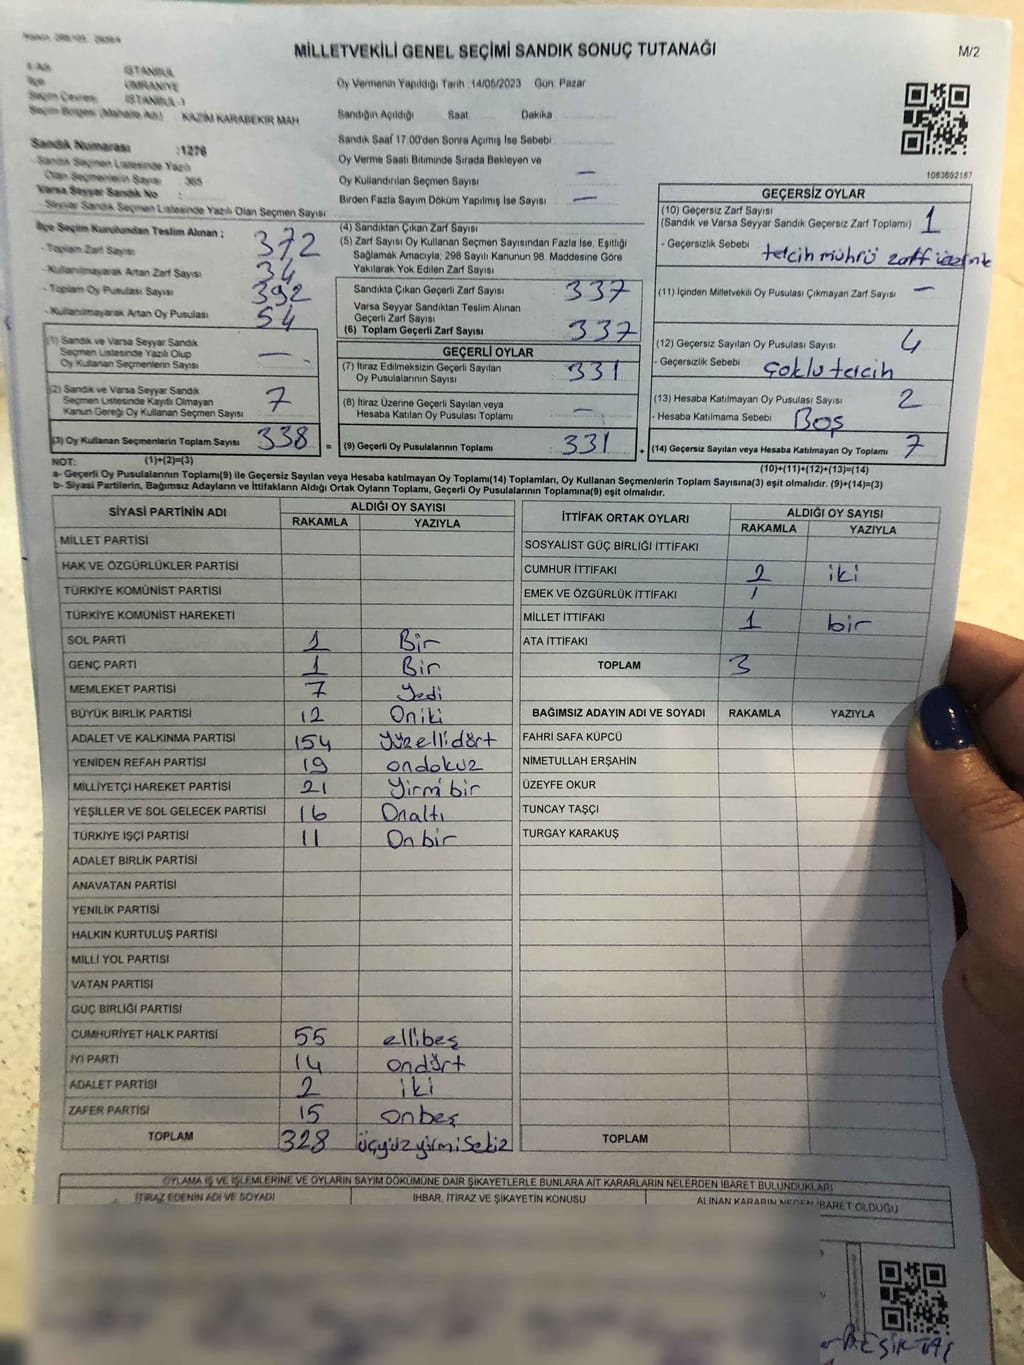 MİLLETVEKİLİ GENEL SEÇİMİ SANDIK SONUÇ TUTANAĞI
M/2
İSTANBUL
ÜMRANİYE
Seçim Çevresi İSTANBUL-1
Seçim Bölgesi (Mahalle Adı) KAZIM KARABEKİR MAH
Sandık Numarası :1276
Sandık Seçmen Listesinde Yazılı
Olan Seçmenlerin Sayısı 365
Varsa Seyyar Sandık No :
Seyyar Sandık Seçmen Listesinde Yazılı Olan Seçmen Sayısı
Oy Vermenin Yapıldığı Tarih :14/05/2023 Gün: Pazar
Sandığın Açıldığı Saat Dakika
Sandık Saat 17.00'den Sonra Açılmış İse Sebebi
Oy Verme Saati Bitiminde Sırada Bekleyen ve
Oy Kullandırılan Seçmen Sayısı —
Birden Fazla Sayım Döküm Yapılmış İse Sayısı —
1083692187
İlçe Seçim Kurulundan Teslim Alınan ;
- Toplam Zarf Sayısı 372
- Kullanılmayarak Artan Zarf Sayısı 34
- Toplam Oy Pusulası Sayısı 392
- Kullanılmayarak Artan Oy Pusulası 54
(1) Sandık ve Varsa Seyyar Sandık
Seçmen Listesinde Yazılı Olup
Oy Kullanan Seçmenlerin Sayısı —
(2) Sandık ve Varsa Seyyar Sandık
Seçmen Listesinde Kayıtlı Olmayan
Kanun Gereği Oy Kullanan Seçmen Sayısı 7
(3) Oy Kullanan Seçmenlerin Toplam Sayısı 338 =
(4) Sandıktan Çıkan Zarf Sayısı
(5) Zarf Sayısı Oy Kullanan Seçmen Sayısından Fazla İse, Eşitliği
Sağlamak Amacıyla, 298 Sayılı Kanunun 98. Maddesine Göre
Yakılarak Yok Edilen Zarf Sayısı
Sandıkta Çıkan Geçerli Zarf Sayısı 337
Varsa Seyyar Sandıktan Teslim Alınan
Geçerli Zarf Sayısı
(6) Toplam Geçerli Zarf Sayısı 337
GEÇERLİ OYLAR
(7) İtiraz Edilmeksizin Geçerli Sayılan
Oy Pusulalarının Sayısı 331
(8) İtiraz Üzerine Geçerli Sayılan veya
Hesaba Katılan Oy Pusulası Toplamı —
(9) Geçerli Oy Pusulalarının Toplamı 331 +
GEÇERSİZ OYLAR
(10) Geçersiz Zarf Sayısı 1
(Sandık ve Varsa Seyyar Sandık Geçersiz Zarf Toplamı)
- Geçersizlik Sebebi tercih mührü zarf üzerinde
(11) İçinden Milletvekili Oy Pusulası Çıkmayan Zarf Sayısı —
(12) Geçersiz Sayılan Oy Pusulası Sayısı 4
- Geçersizlik Sebebi çoklu tercih
(13) Hesaba Katılmayan Oy Pusulası Sayısı 2
- Hesaba Katılmama Sebebi Boş
(14) Geçersiz Sayılan veya Hesaba Katılmayan Oy Toplamı 7
NOT: (1)+(2)=(3) (10)+(11)+(12)+(13)=(14)
a- Geçerli Oy Pusulalarının Toplamı(9) ile Geçersiz Sayılan veya Hesaba katılmayan Oy Toplamı(14) Toplamları, Oy Kullanan Seçmenlerin Toplam Sayısına(3) eşit olmalıdır. (9)+(14)=(3)
b- Siyasi Partilerin, Bağımsız Adayların ve İttifakların Aldığı Ortak Oyların Toplamı, Geçerli Oy Pusulalarının Toplamına(9) eşit olmalıdır.
SİYASİ PARTİNİN ADI ALDIĞI OY SAYISI
RAKAMLA YAZIYLA
MİLLET PARTİSİ
HAK VE ÖZGÜRLÜKLER PARTİSİ
TÜRKİYE KOMÜNİST PARTİSİ
TÜRKİYE KOMÜNİST HAREKETİ
SOL PARTİ 1 Bir
GENÇ PARTİ 1 Bir
MEMLEKET PARTİSİ 7 Yedi
BÜYÜK BİRLİK PARTİSİ 12 Oniki
ADALET VE KALKINMA PARTİSİ 154 Yüzellidört
YENİDEN REFAH PARTİSİ 19 ondokuz
MİLLİYETÇİ HAREKET PARTİSİ 21 Yirmi bir
YEŞİLLER VE SOL GELECEK PARTİSİ 16 Onaltı
TÜRKİYE İŞÇİ PARTİSİ 11 On bir
ADALET BİRLİK PARTİSİ
ANAVATAN PARTİSİ
YENİLİK PARTİSİ
HALKIN KURTULUŞ PARTİSİ
MİLLİ YOL PARTİSİ
VATAN PARTİSİ
GÜÇ BİRLİĞİ PARTİSİ
CUMHURİYET HALK PARTİSİ 55 ellibeş
İYİ PARTİ 14 ondört
ADALET PARTİSİ 2 iki
ZAFER PARTİSİ 15 onbeş
TOPLAM 328 üçyüzyirmiSekiz
İTTİFAK ORTAK OYLARI ALDIĞI OY SAYISI
RAKAMLA YAZIYLA
SOSYALİST GÜÇ BİRLİĞİ İTTİFAKI
CUMHUR İTTİFAKI 2 iki
EMEK VE ÖZGÜRLÜK İTTİFAKI
MİLLET İTTİFAKI 1 bir
ATA İTTİFAKI
TOPLAM 3
BAĞIMSIZ ADAYIN ADI VE SOYADI RAKAMLA YAZIYLA
FAHRİ SAFA KÜPCÜ
NİMETULLAH ERŞAHİN
ÜZEYFE OKUR
TUNCAY TAŞÇI
TURGAY KARAKUŞ
TOPLAM
OYLAMA İŞ VE İŞLEMLERİNE VE OYLARIN SAYIM DÖKÜMÜNE DAİR ŞİKAYETLERLE BUNLARA AİT KARARLARIN NELERDEN İBARET BULUNDUKLARI
İTİRAZ EDENİN ADI VE SOYADI İHBAR, İTİRAZ VE ŞİKAYETİN KONUSU ALINAN KARARIN NEDEN İBARET OLDUĞU
BEŞİKTAŞ